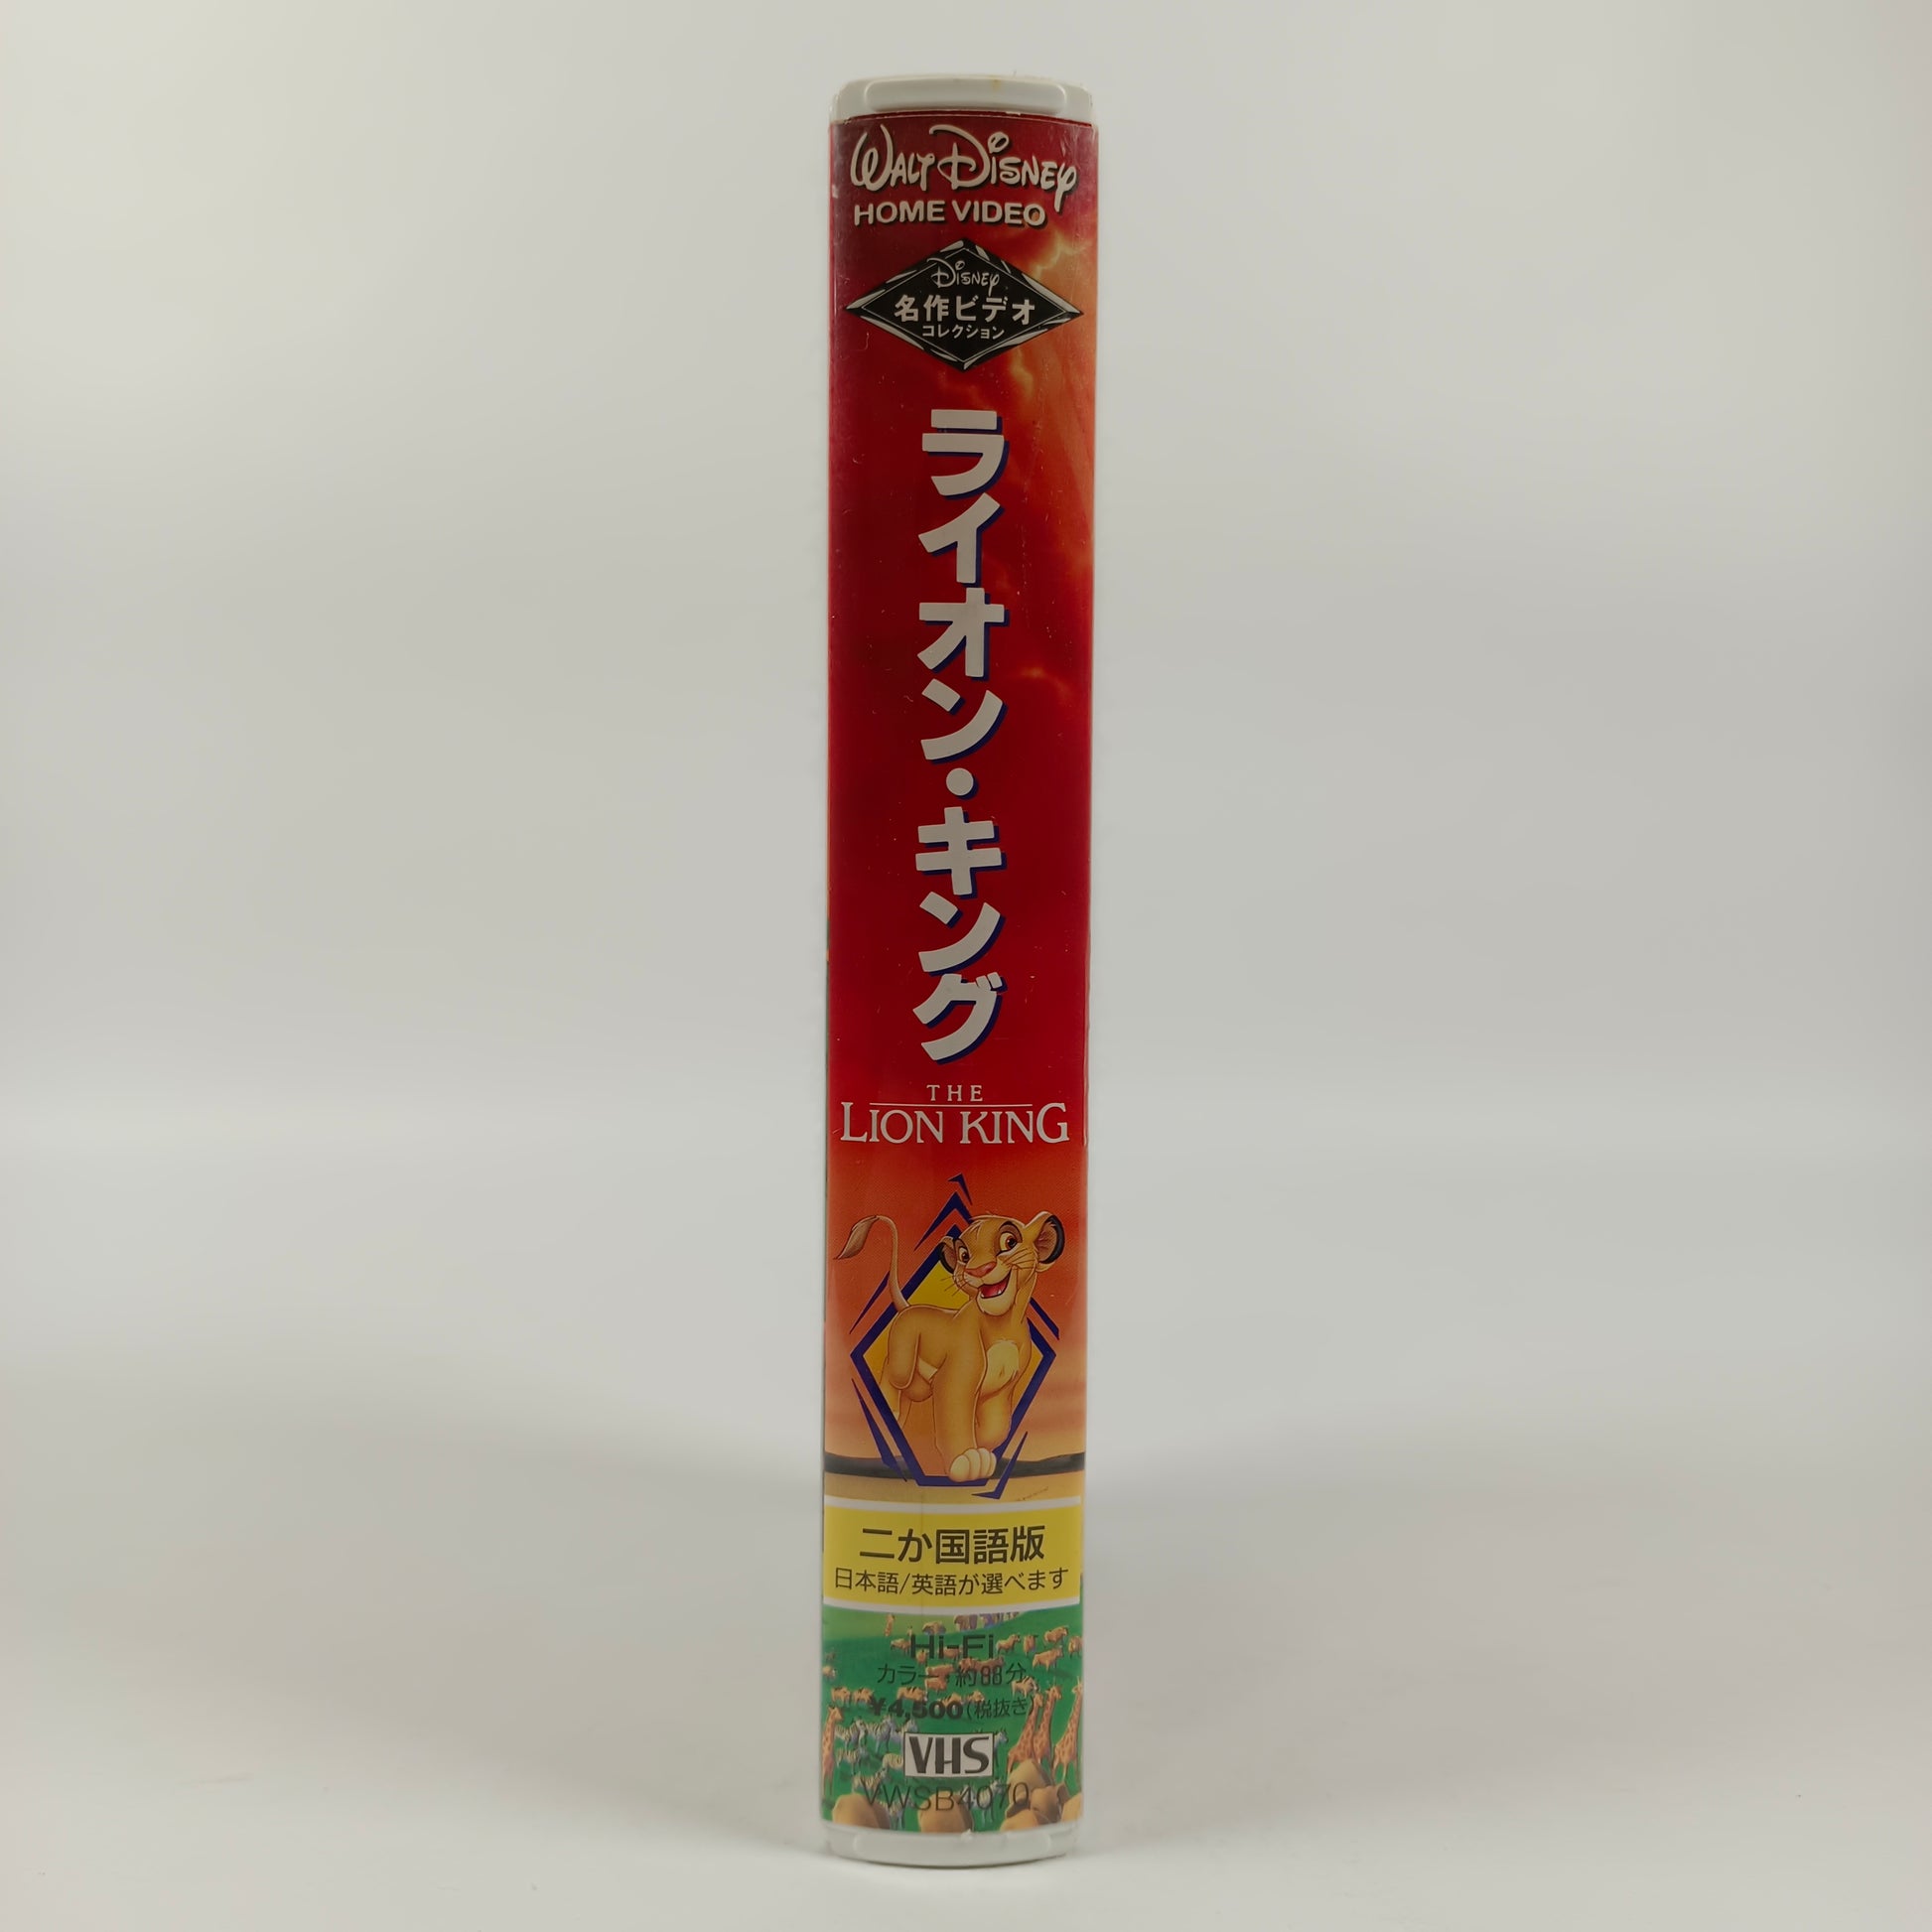 WALT DISNEY
HOME VIDEO
DISNEY
名作ビデオ
コレクション
ライオン・キング
THE
LION KING
二か国語版
日本語/英語が選べます
Hi-Fi
カラー・約88分
¥4,500(税抜き)
VHS
VWSB4070